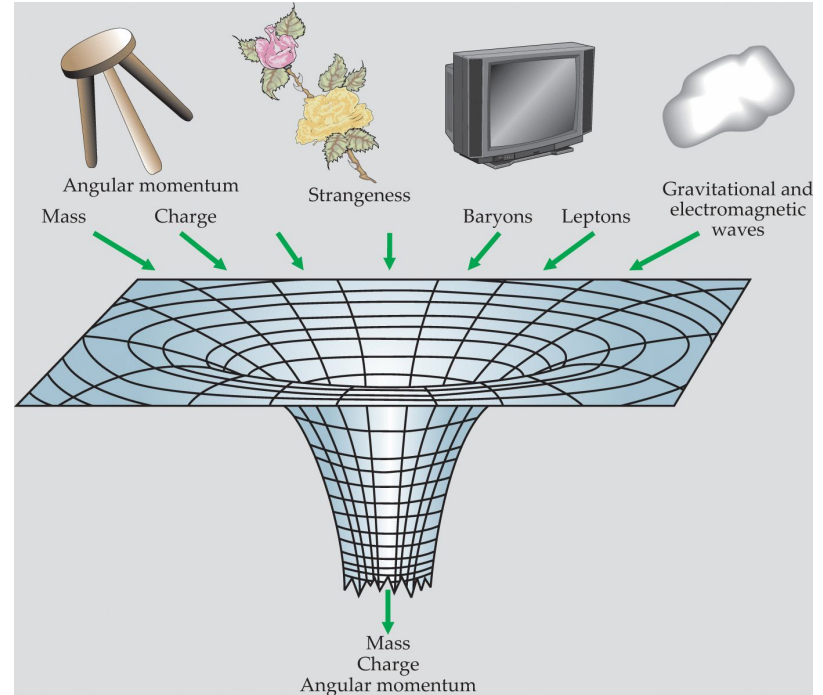 Angular momentum
Strangeness
Gravitational and
electromagnetic
waves
Mass
Charge
Baryons
Leptons
Mass
Charge
Angular momentum